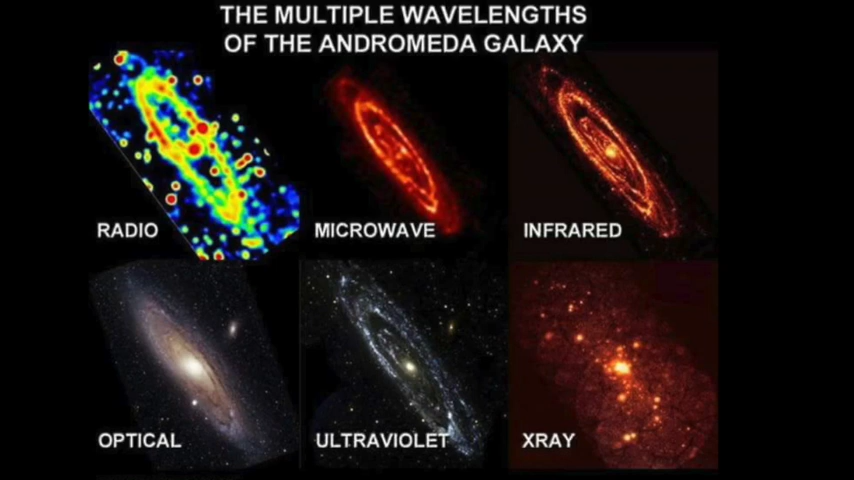 THE MULTIPLE WAVELENGTHS
OF THE ANDROMEDA GALAXY
RADIO
MICROWAVE
INFRARED
OPTICAL
ULTRAVIOLET
XRAY